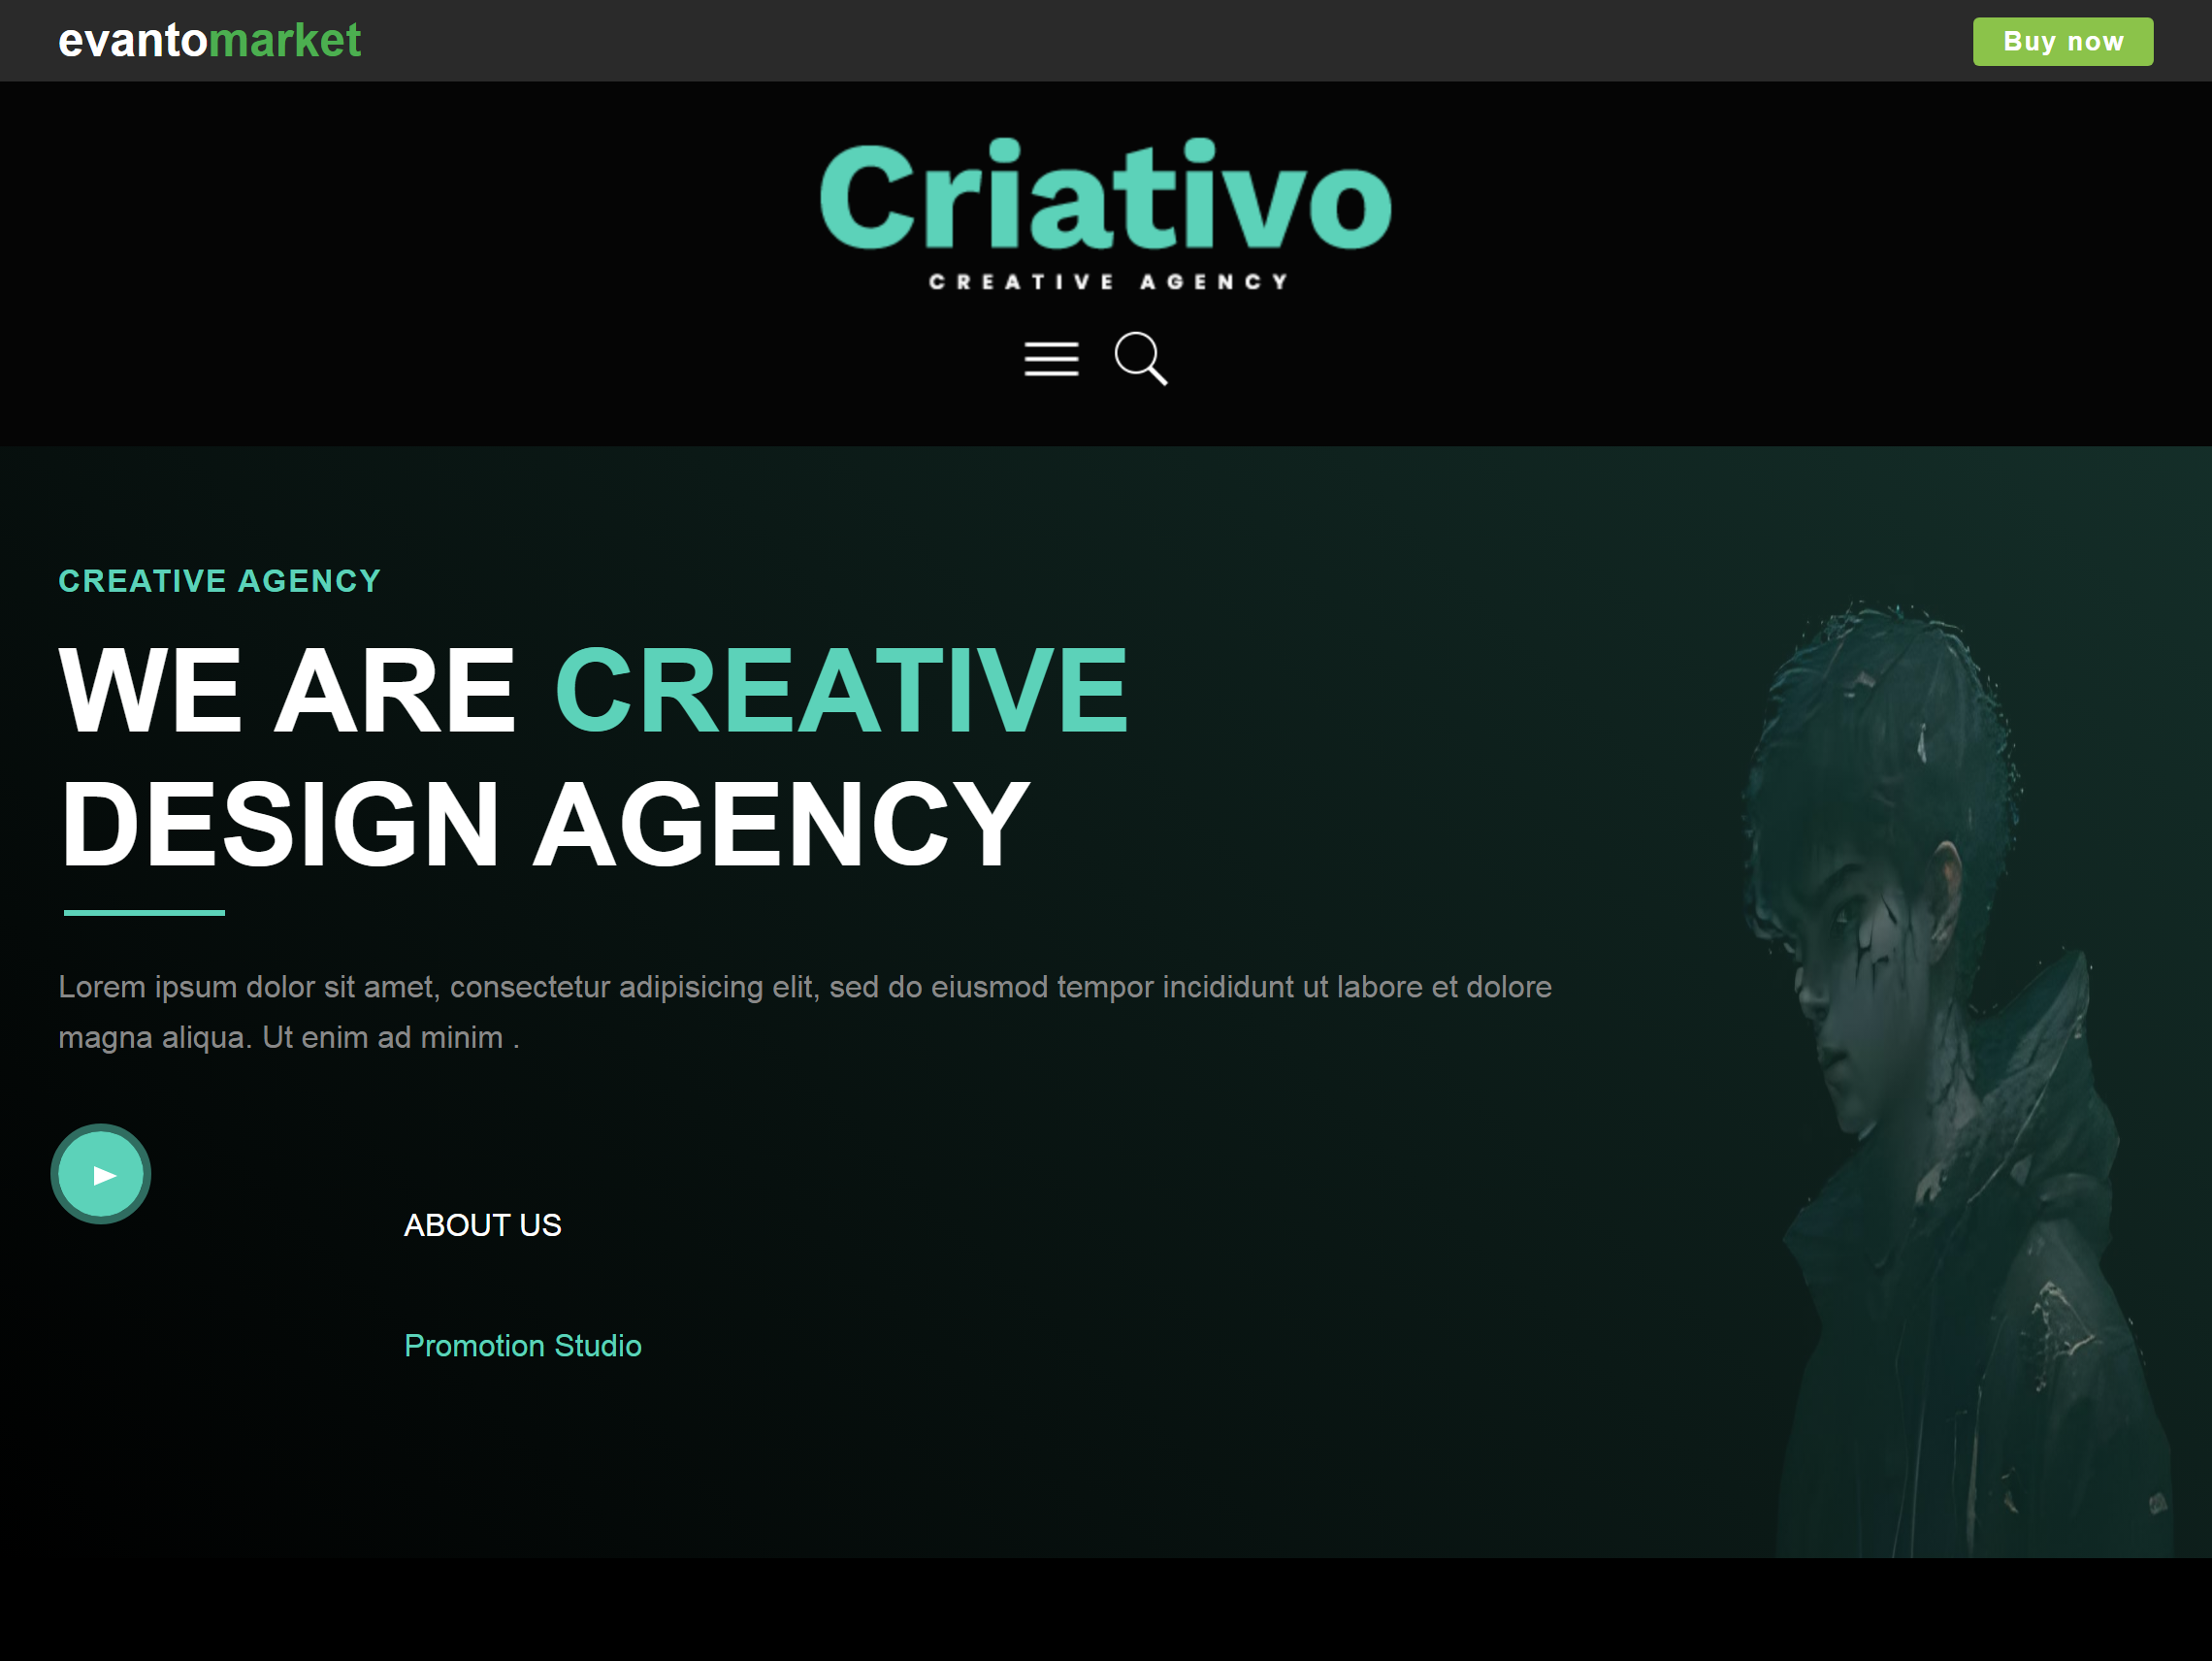 evantomarket
Buy now
Criativo
CREATIVE AGENCY
CREATIVE AGENCY
WE ARE CREATIVE
DESIGN AGENCY
Lorem ipsum dolor sit amet, consectetur adipisicing elit, sed do eiusmod tempor incididunt ut labore et dolore
magna aliqua. Ut enim ad minim .
ABOUT US
Promotion Studio